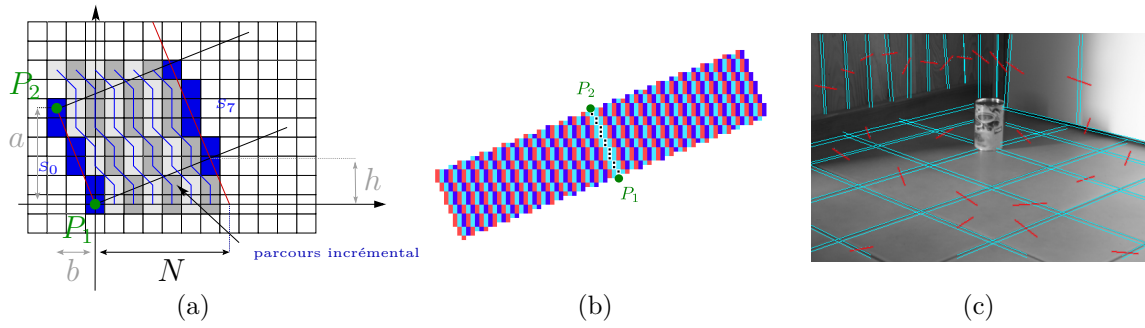 P₂
a
s₀
s₇
P₁
h
b
N
parcours incrémental
(a)
P₂
P₁
(b)
(c)